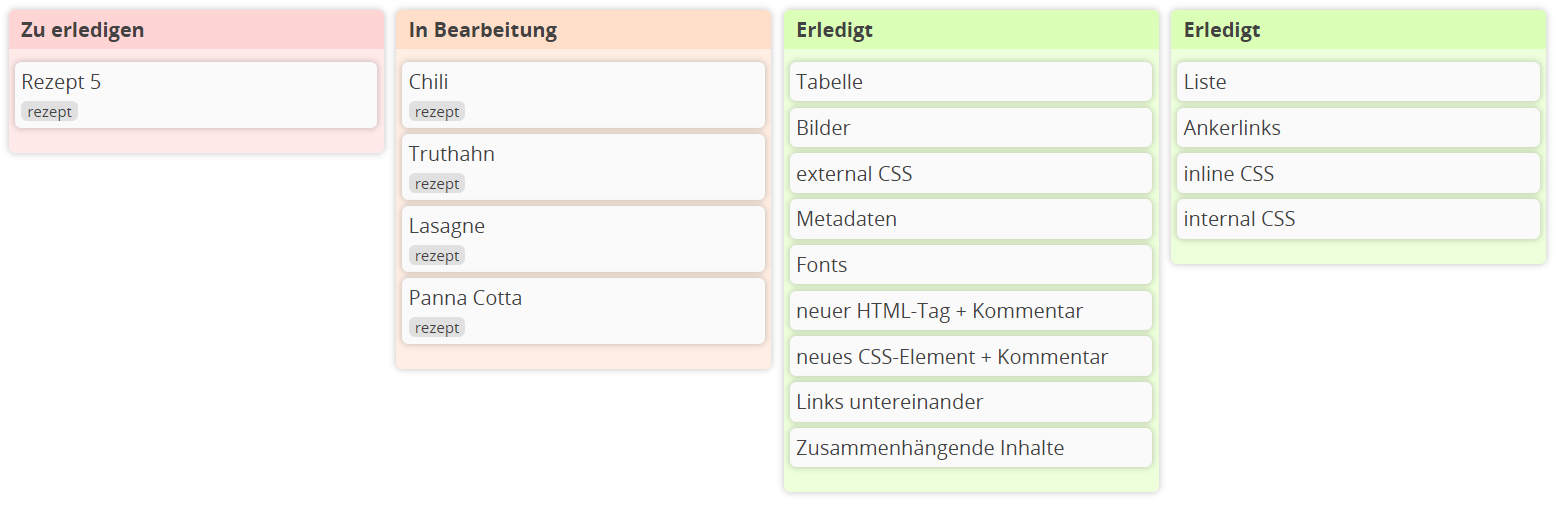 Zu erledigen
Rezept 5
rezept
In Bearbeitung
Chili
rezept
Truthahn
rezept
Lasagne
rezept
Panna Cotta
rezept
Erledigt
Tabelle
Bilder
external CSS
Metadaten
Fonts
neuer HTML-Tag + Kommentar
neues CSS-Element + Kommentar
Links untereinander
Zusammenhängende Inhalte
Erledigt
Liste
Ankerlinks
inline CSS
internal CSS